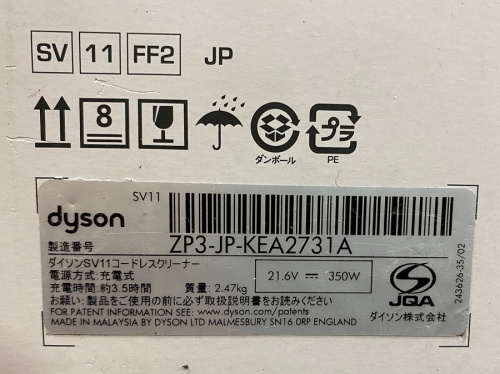 SV 11 FF2 JP
8
ダンボール
プラ
PE
SV11
dyson
製造番号 ZP3-JP-KEA2731A
ダイソンSV11コードレスクリーナー
電源方式:充電式
充電時間:約3.5時間 質量:2.47kg
21.6V 350W
お願い:製品をご使用の前に必ず取扱説明書をお読みください
FOR PATENT INFORMATION SEE: www.dyson.com/patents
MADE IN MALAYSIA BY DYSON LTD MALMESBURY SN16 0RP ENGLAND
JQA
ダイソン株式会社
243626-35/02